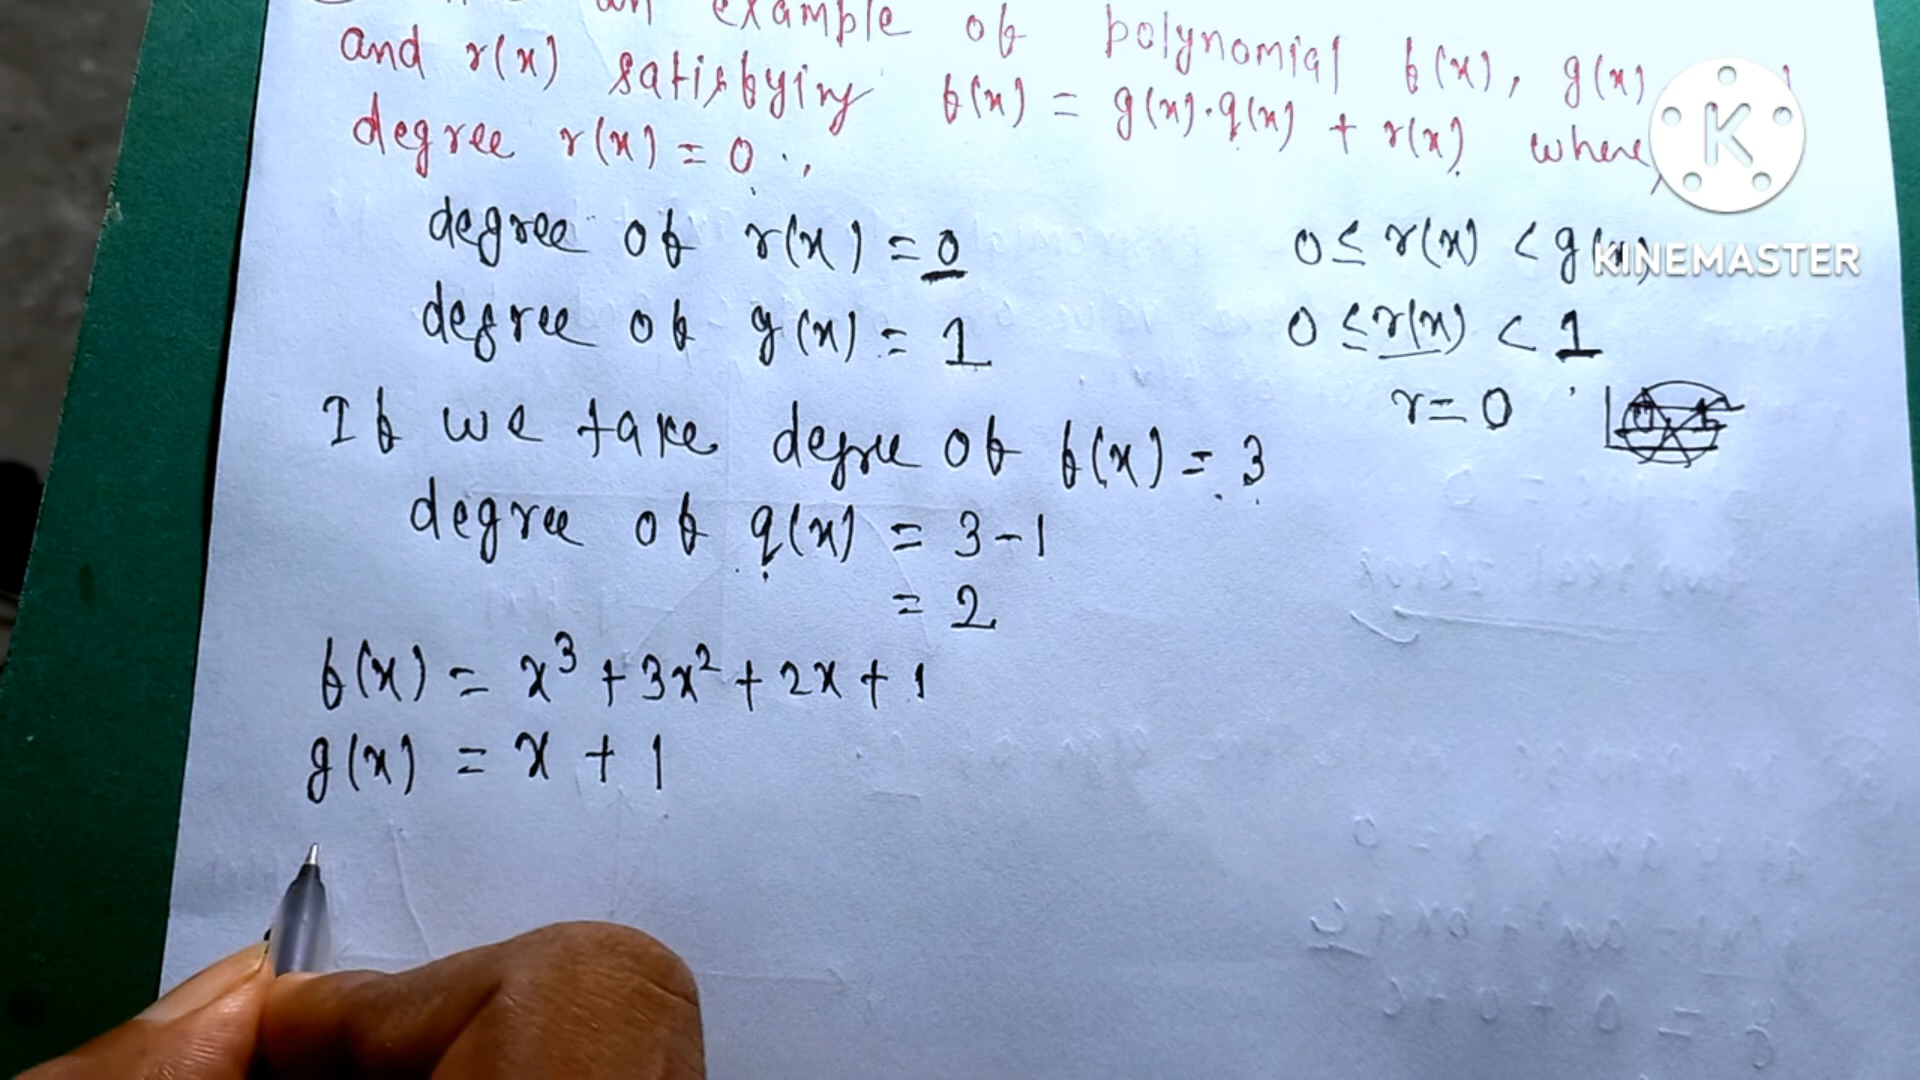 an example of polynomial f(x), g(x)
and r(x) satisfying f(x) = g(x).q(x) + r(x) where,
degree r(x) = 0.,
degree of r(x) = 0
degree of g(x) = 1
If we take degree of f(x) = 3
degree of q(x) = 3-1
= 2
f(x) = x³ + 3x² + 2x + 1
g(x) = x + 1
0 ≤ r(x) < g(x)
0 ≤ r(x) < 1
r = 0
K
KINEMASTER